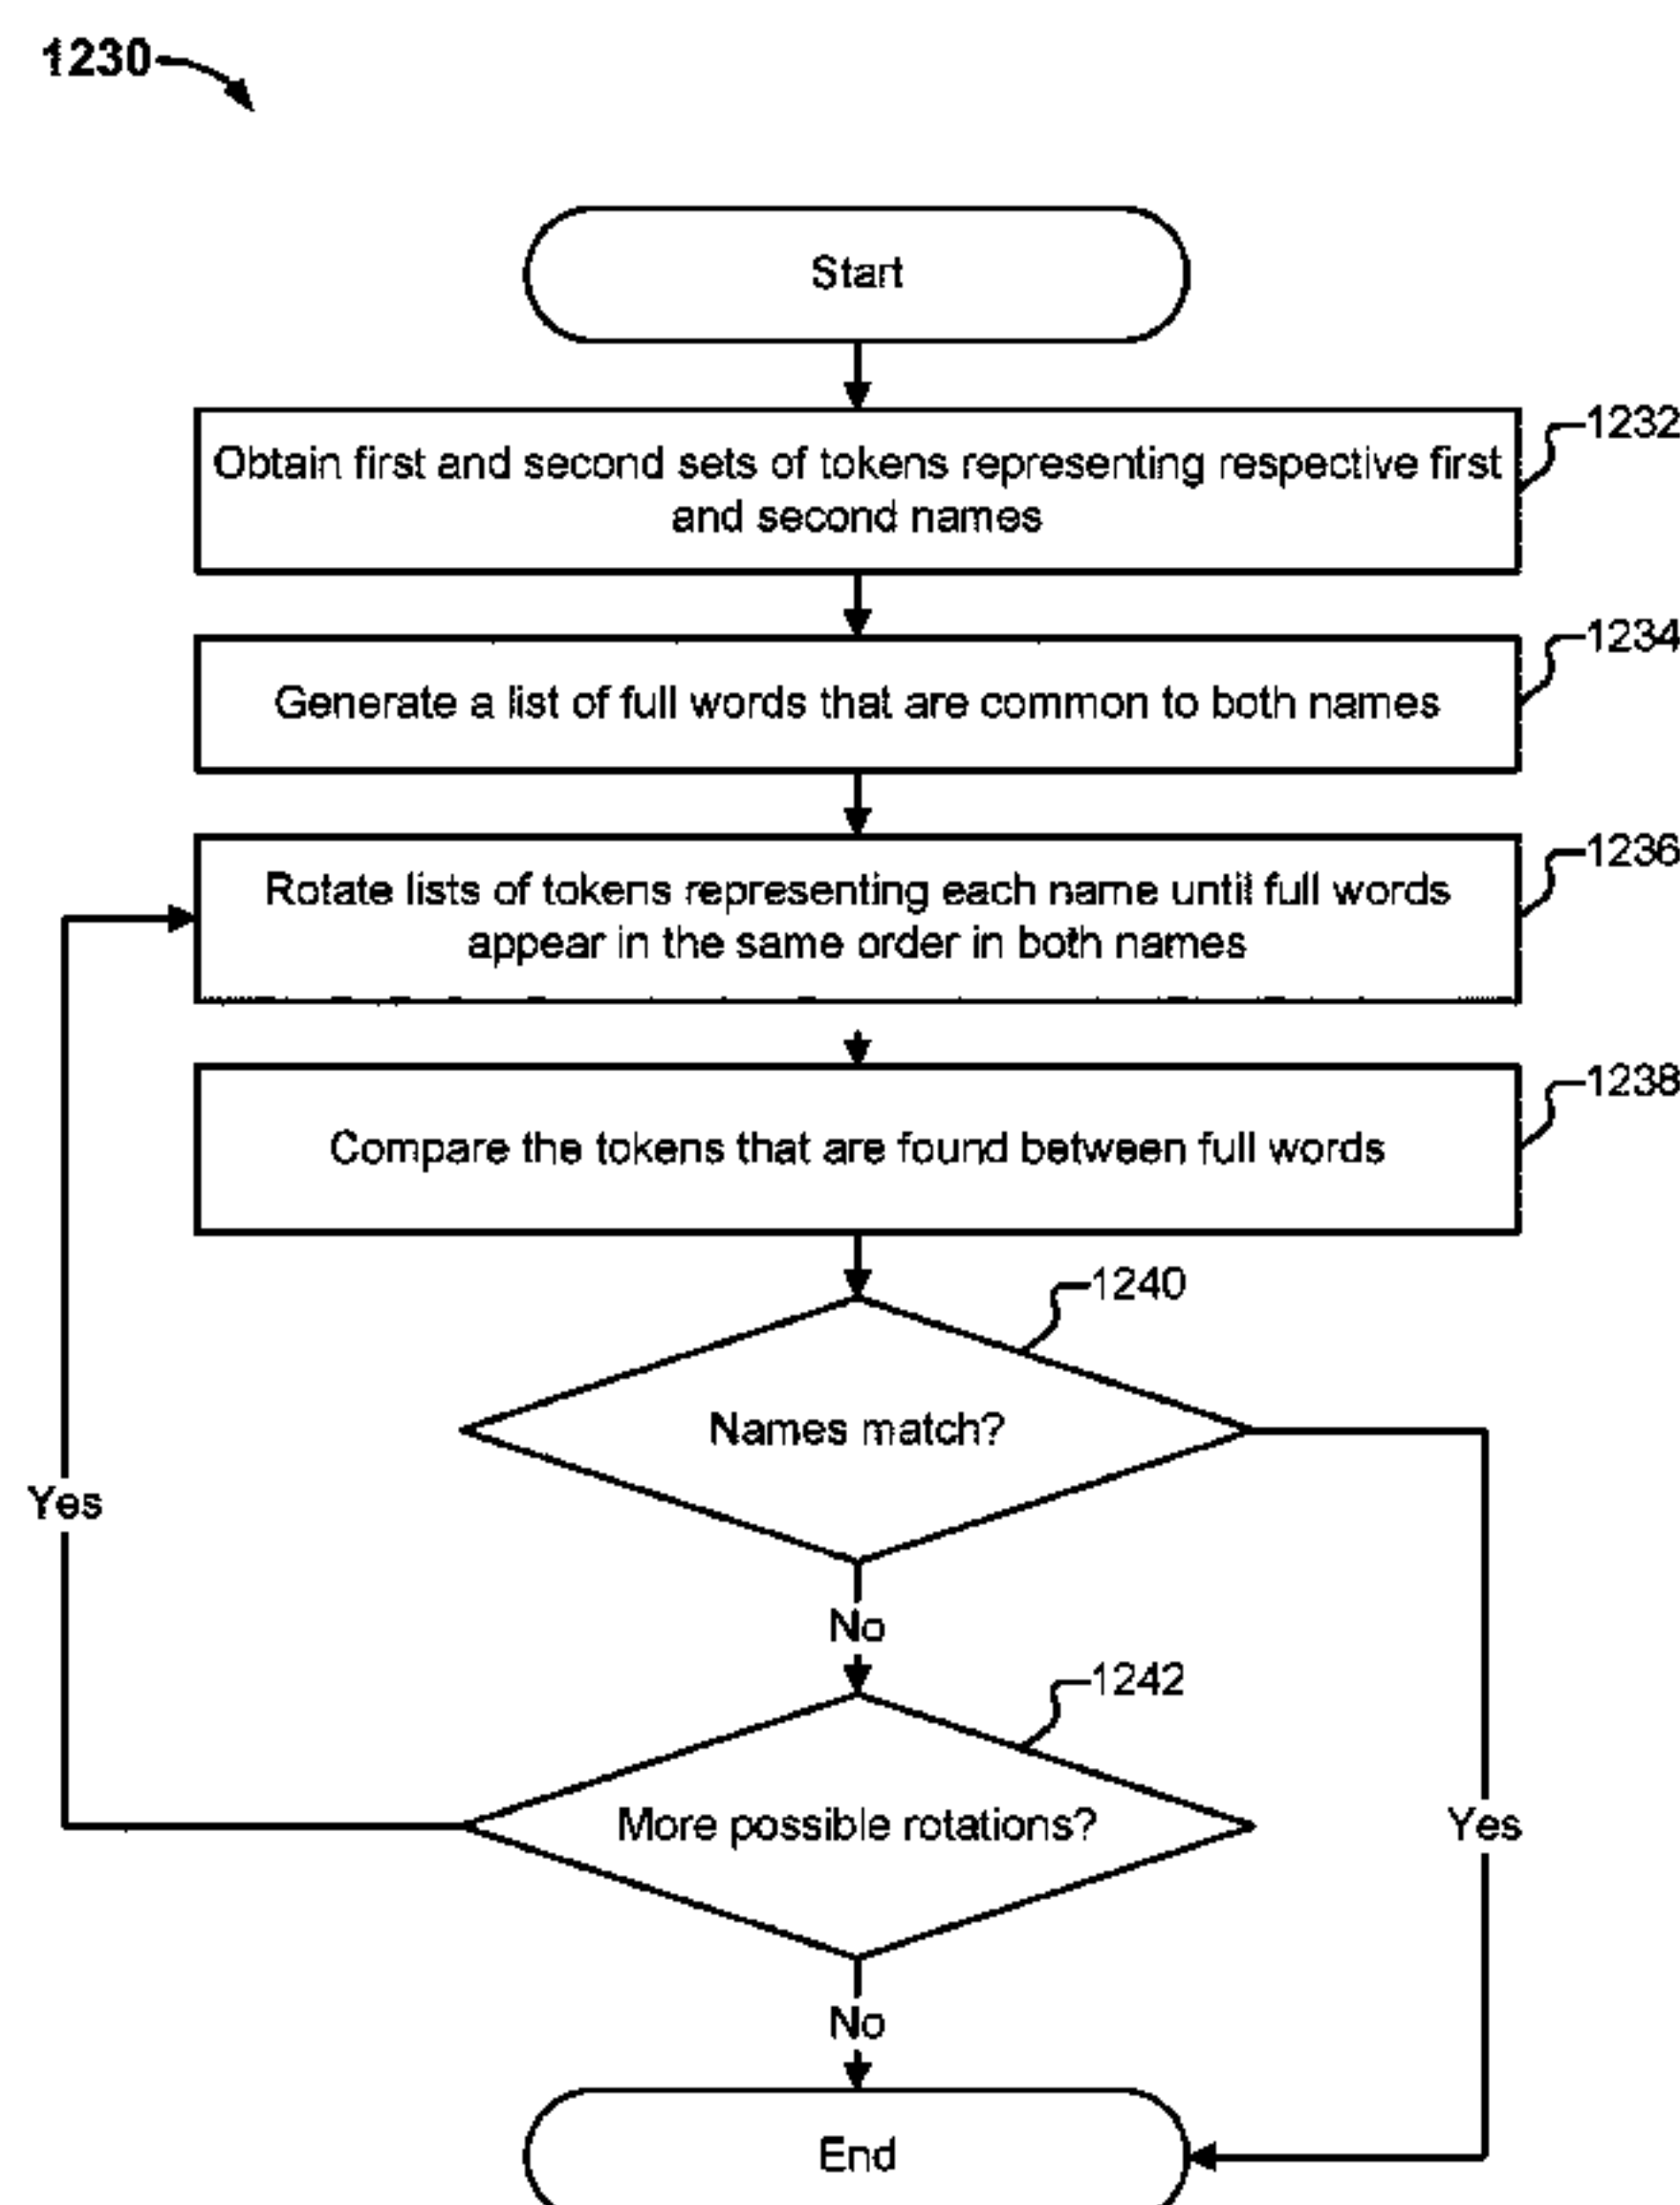 1230
Start
1232
Obtain first and second sets of tokens representing respective first
and second names
1234
Generate a list of full words that are common to both names
1236
Rotate lists of tokens representing each name until full words
appear in the same order in both names
1238
Compare the tokens that are found between full words
1240
Names match?
Yes
No
1242
More possible rotations?
Yes
No
End